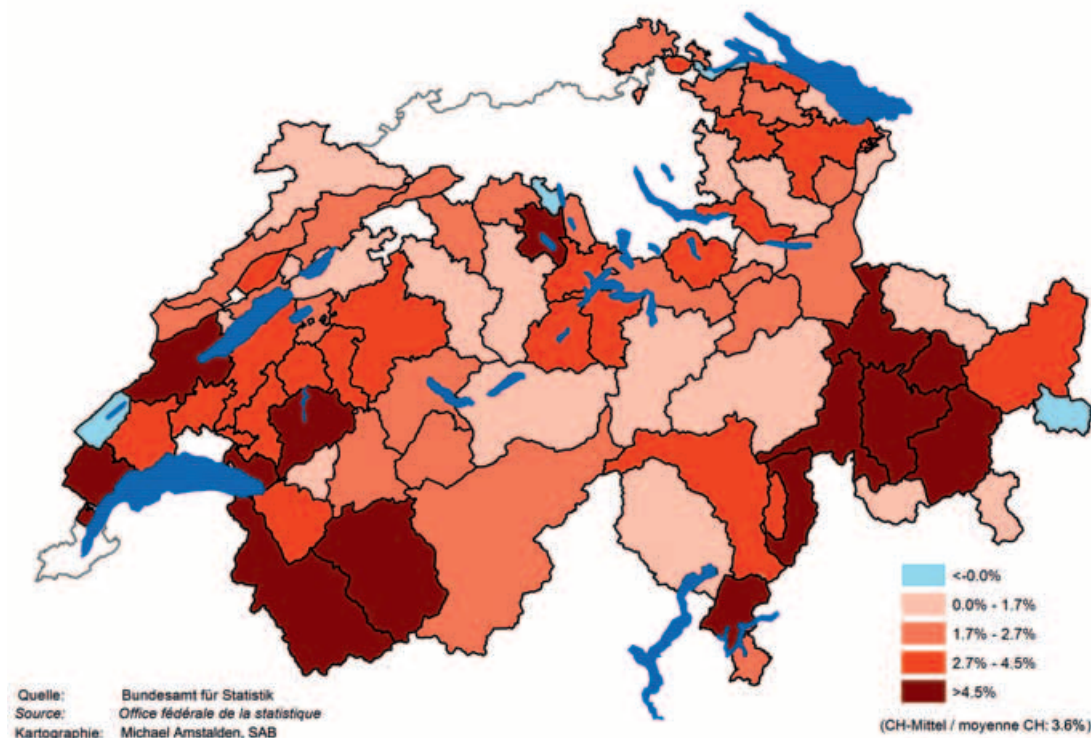 <-0.0%
0.0% - 1.7%
1.7% - 2.7%
2.7% - 4.5%
>4.5%
(CH-Mittel / moyenne CH: 3.6%)
Quelle: Bundesamt für Statistik
Source: Office fédérale de la statistique
Kartographie: Michael Amstalden, SAB